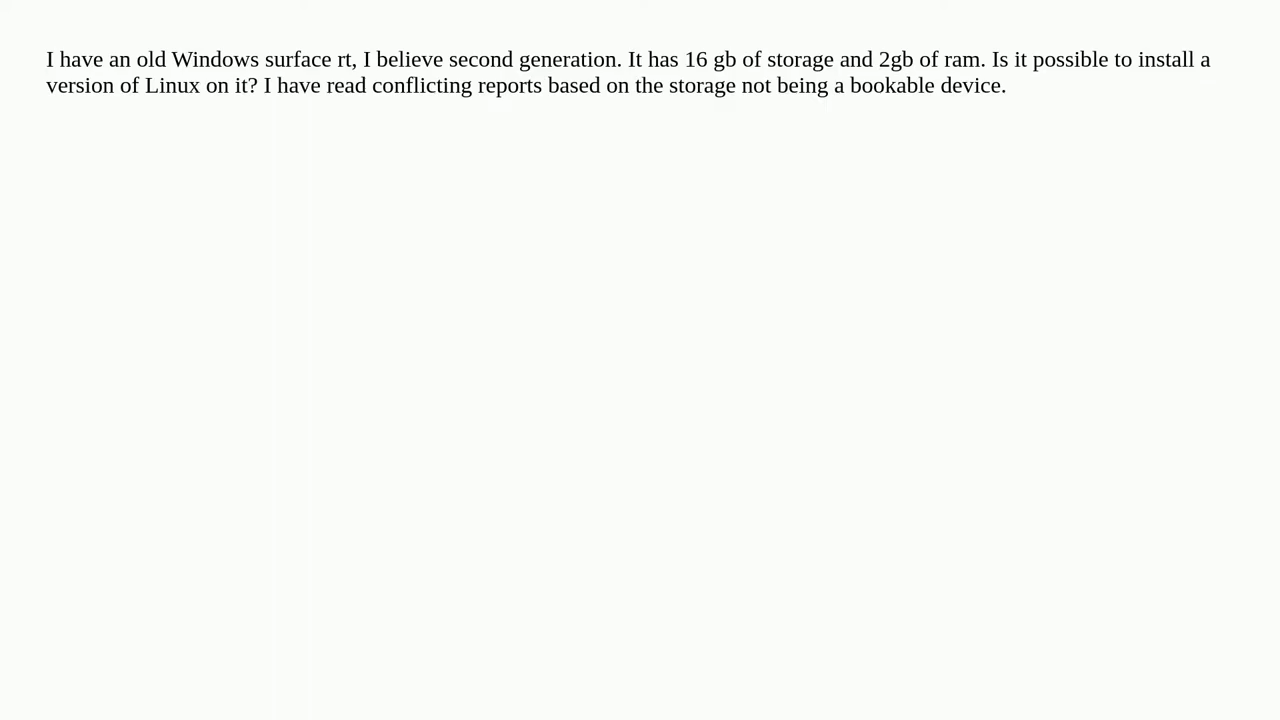 I have an old Windows surface rt, I believe second generation. It has 16 gb of storage and 2gb of ram. Is it possible to install a
version of Linux on it? I have read conflicting reports based on the storage not being a bookable device.